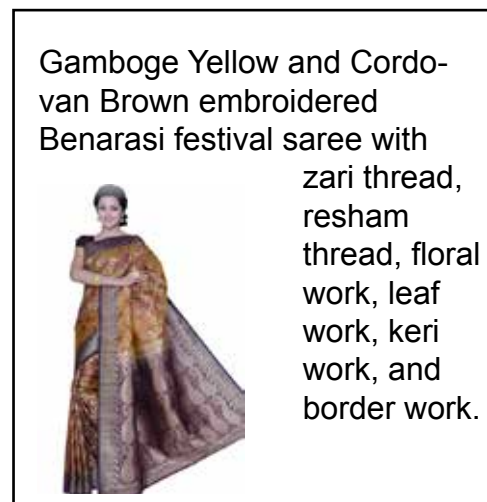 Gamboge Yellow and Cordo-
van Brown embroidered
Benarasi festival saree with
zari thread,
resham
thread, floral
work, leaf
work, keri
work, and
border work.